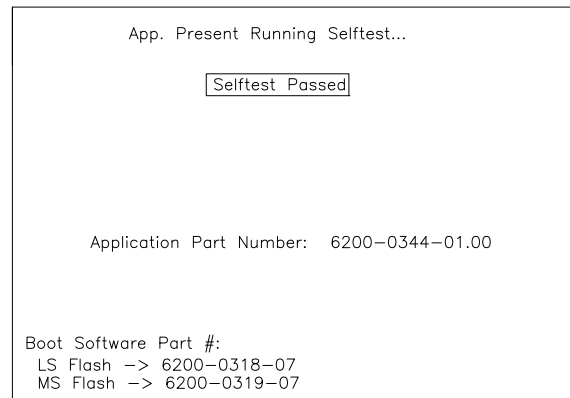 App. Present Running Selftest...
Selftest Passed
Application Part Number: 6200-0344-01.00
Boot Software Part #:
LS Flash -> 6200-0318-07
MS Flash -> 6200-0319-07